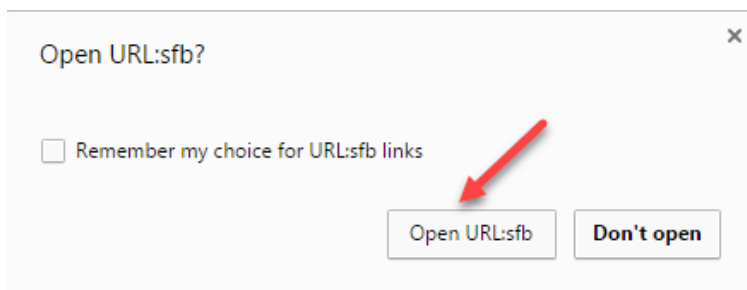 Open URL:sfb?
Remember my choice for URL:sfb links
Open URL:sfb
Don't open